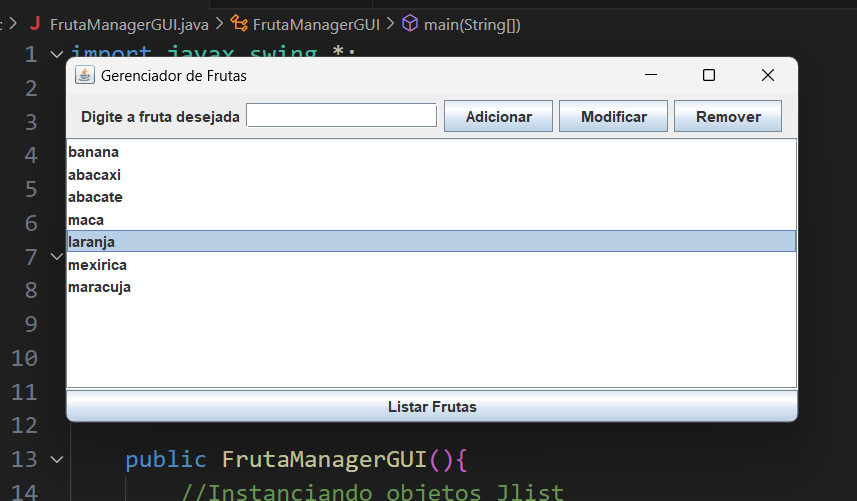 FrutaManagerGUI.java > FrutaManagerGUI > main(String[])
1 import javax.swing.*;
Gerenciador de Frutas
2
Digite a fruta desejada Adicionar Modificar Remover
3
banana
4
abacaxi
5
abacate
6
maca
laranja
7
mexirica
8
maracuja
9
10
11
Listar Frutas
12
13 public FrutaManagerGUI(){
14 //Instanciando objetos Jlist